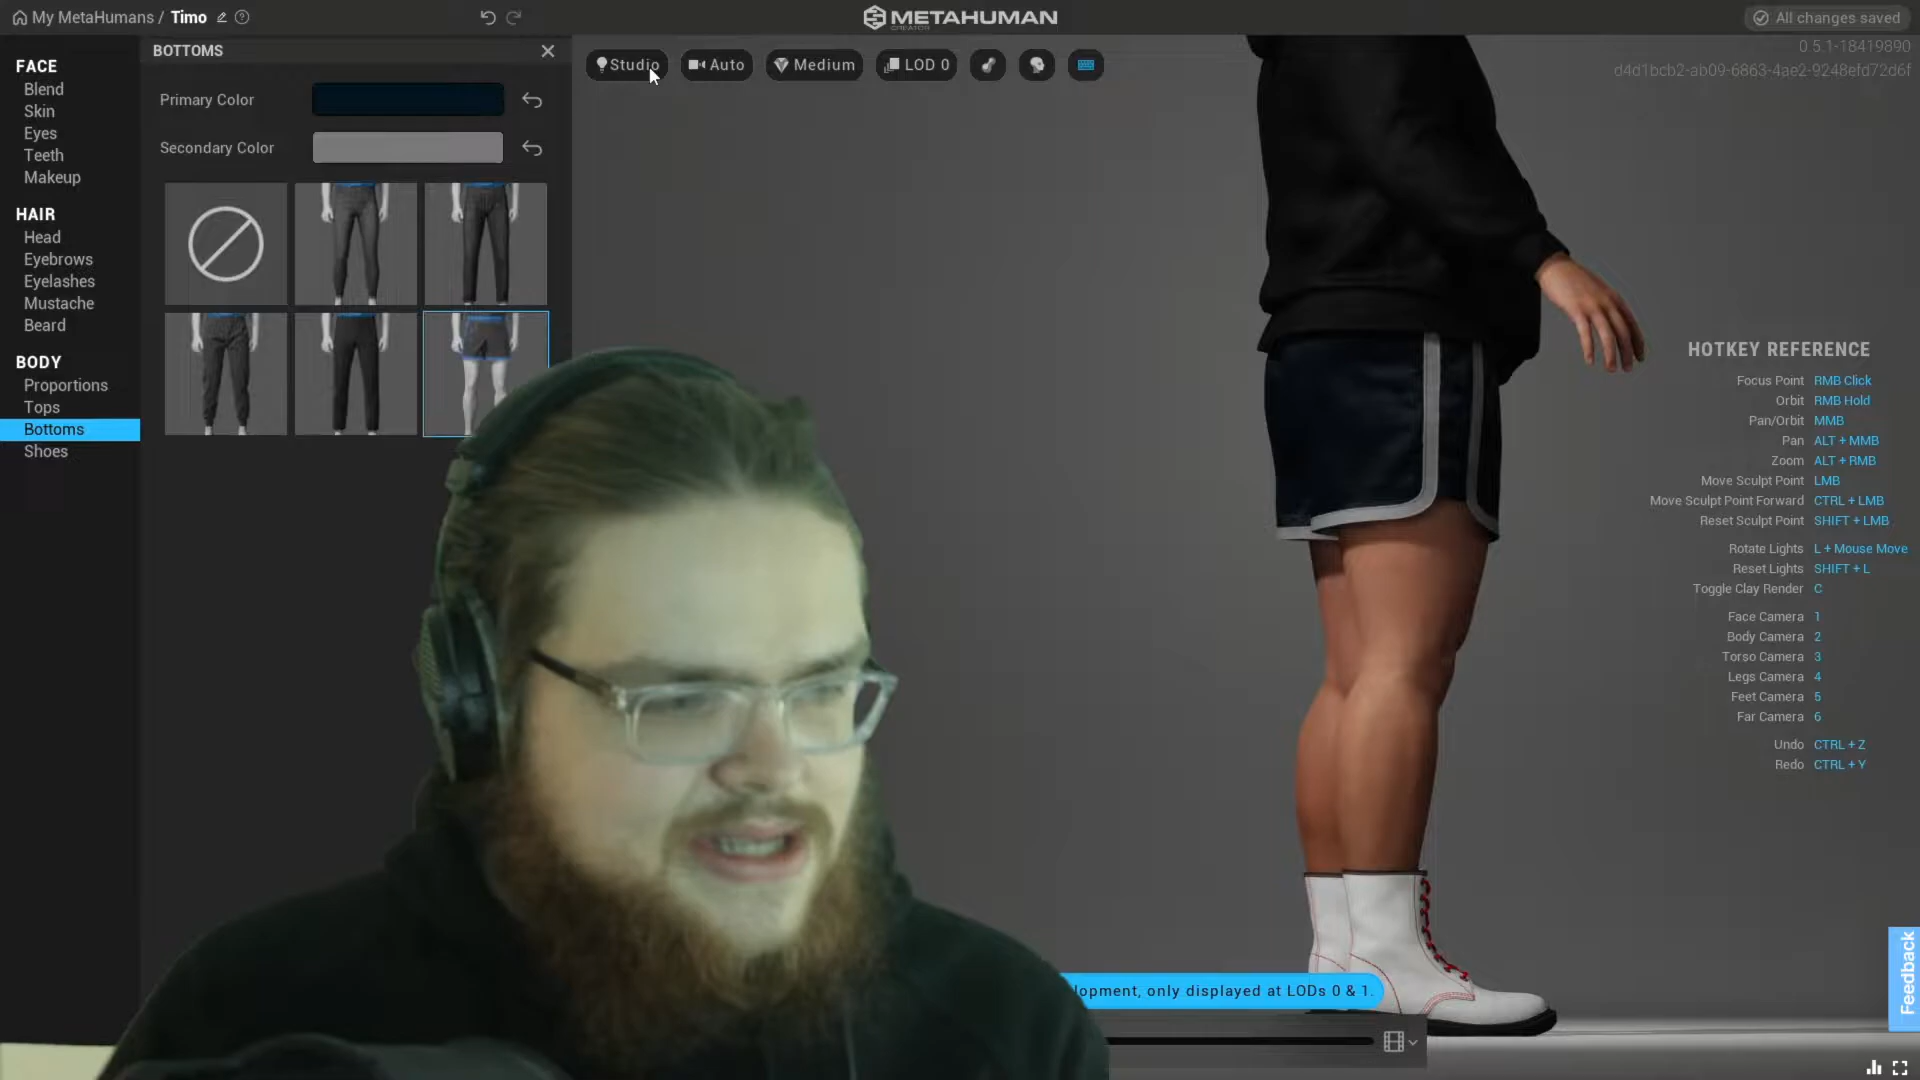 My MetaHumans / Timo
METAHUMAN
CREATOR
All changes saved
0.5.1-18419890
d4d1bcb2-ab09-6863-4ae2-9248efd72d6f
FACE
Blend
Skin
Eyes
Teeth
Makeup
HAIR
Head
Eyebrows
Eyelashes
Mustache
Beard
BODY
Proportions
Tops
Bottoms
Shoes
BOTTOMS
Primary Color
Secondary Color
Studio
Auto
Medium
LOD 0
HOTKEY REFERENCE
Focus Point RMB Click
Orbit RMB Hold
Pan/Orbit MMB
Pan ALT + MMB
Zoom ALT + RMB
Move Sculpt Point LMB
Move Sculpt Point Forward CTRL + LMB
Reset Sculpt Point SHIFT + LMB
Rotate Lights L + Mouse Move
Reset Lights SHIFT + L
Toggle Clay Render C
Face Camera 1
Body Camera 2
Torso Camera 3
Legs Camera 4
Feet Camera 5
Far Camera 6
Undo CTRL + Z
Redo CTRL + Y
lopment, only displayed at LODs 0 & 1.
Feedback